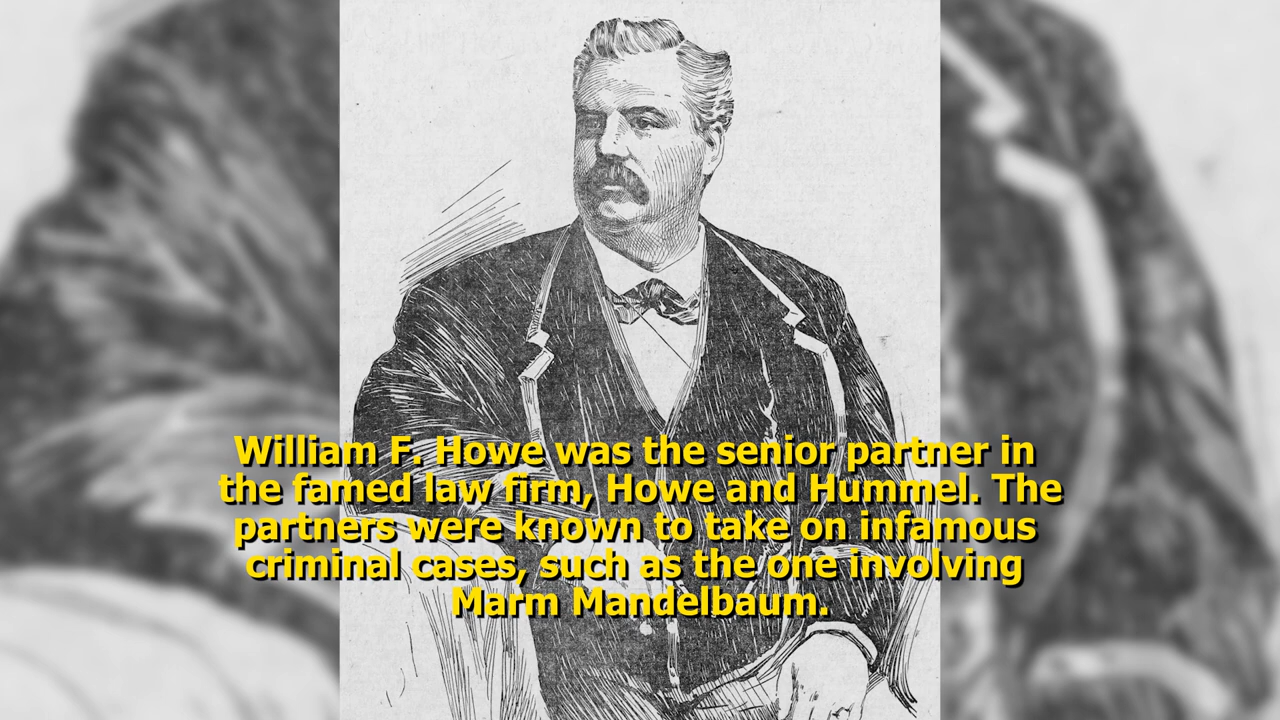 William F. Howe was the senior partner in
the famed law firm, Howe and Hummel. The
partners were known to take on infamous
criminal cases, such as the one involving
Marm Mandelbaum.